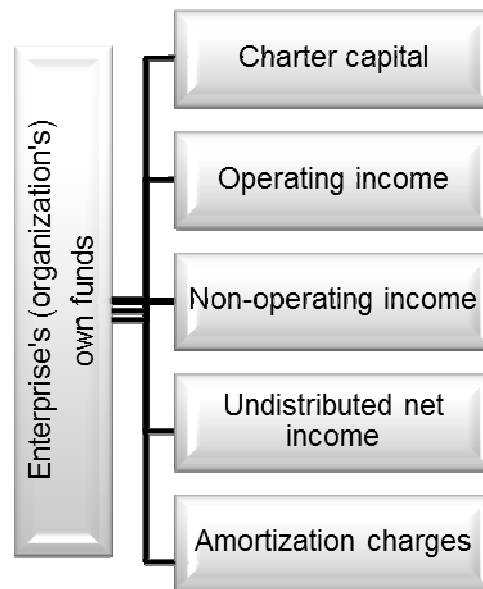 Enterprise's (organization's)
own funds
Charter capital
Operating income
Non-operating income
Undistributed net
income
Amortization charges